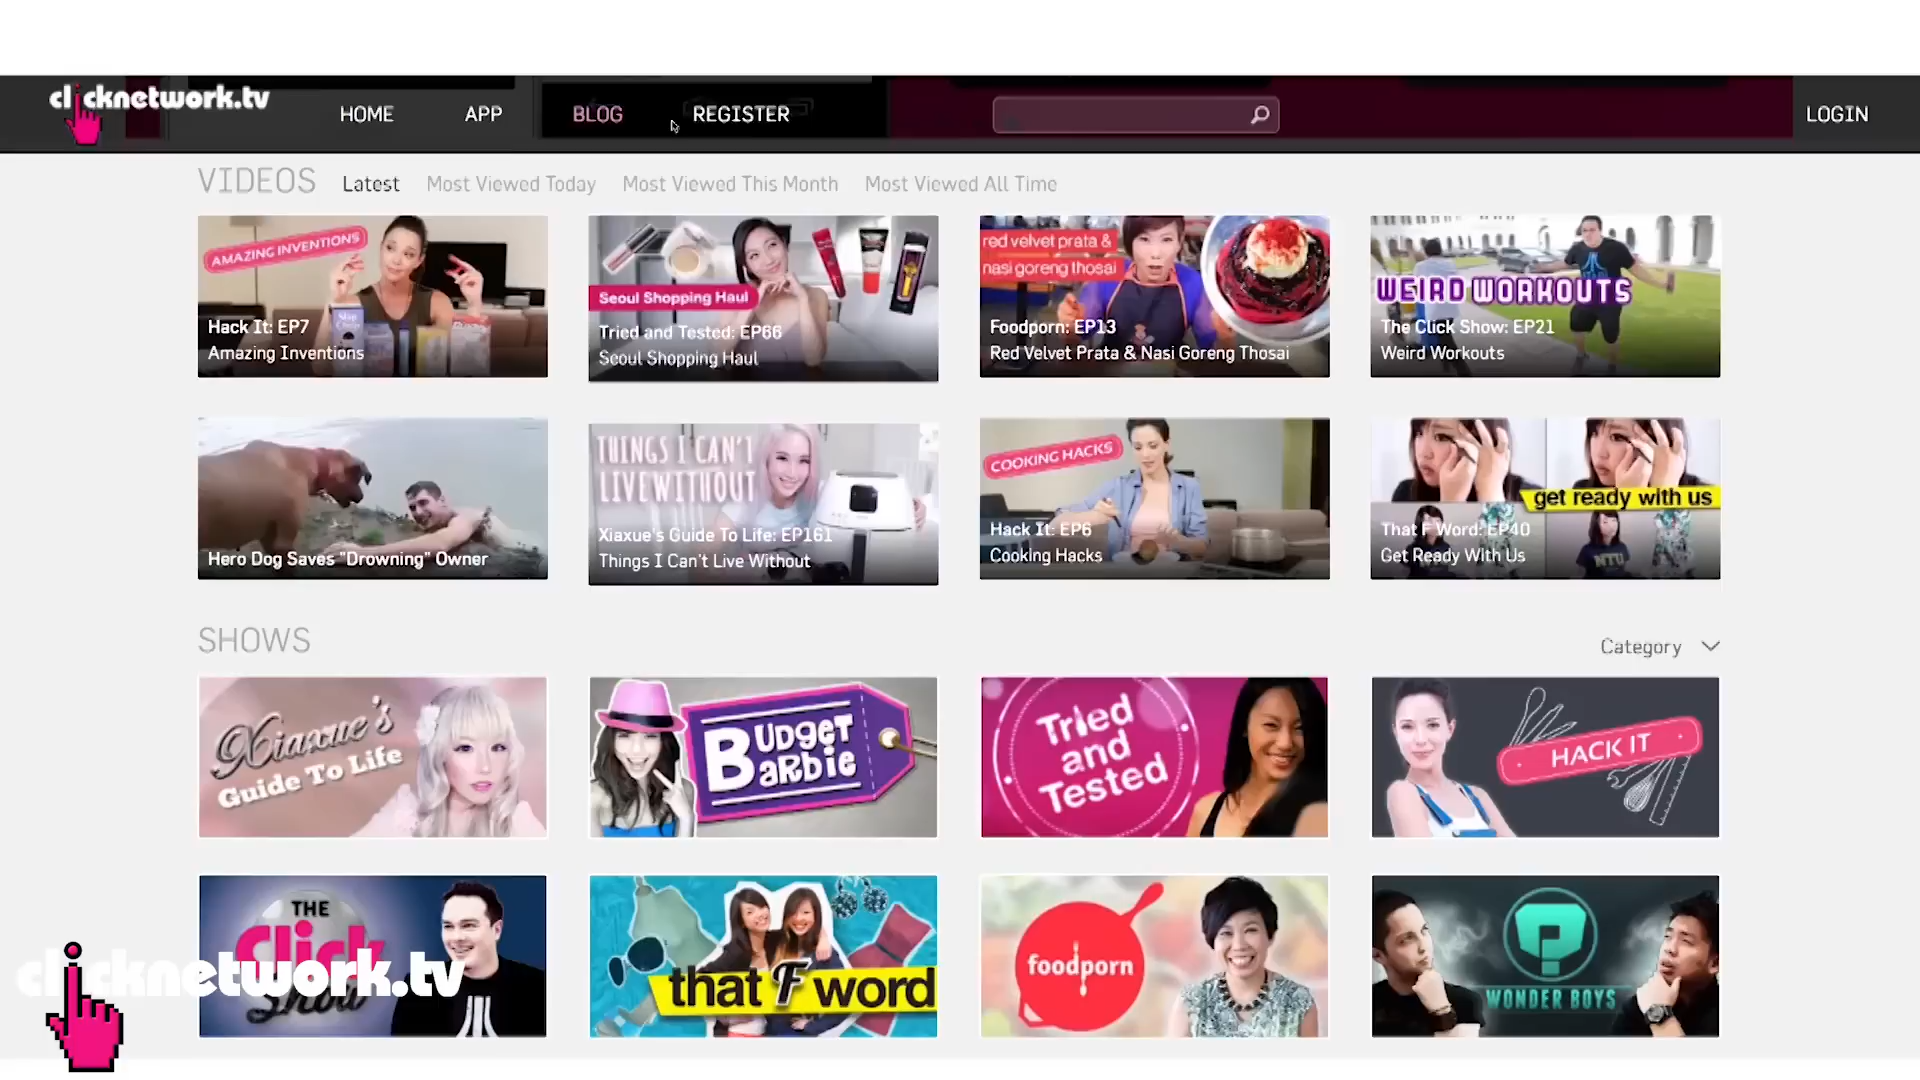 clicknetwork.tv
HOME
APP
BLOG
REGISTER
LOGIN
VIDEOS
Latest
Most Viewed Today
Most Viewed This Month
Most Viewed All Time
AMAZING INVENTIONS
Hack It: EP7
Amazing Inventions
Seoul Shopping Haul
Tried and Tested: EP66
Seoul Shopping Haul
red velvet prata &
nasi goreng thosai
Foodporn: EP13
Red Velvet Prata & Nasi Goreng Thosai
WEIRD WORKOUTS
The Click Show: EP21
Weird Workouts
Hero Dog Saves "Drowning" Owner
THINGS I CAN'T
LIVE WITHOUT
Xiaxue's Guide To Life: EP161
Things I Can't Live Without
COOKING HACKS
Hack It: EP6
Cooking Hacks
get ready with us
That F Word: EP40
Get Ready With Us
NTU
SHOWS
Category
Xiaxue's
Guide To Life
BUDGET
BARBIE
Tried
and
Tested
HACK IT
THE
Click
Show
that F word
foodporn
WONDER BOYS
clicknetwork.tv